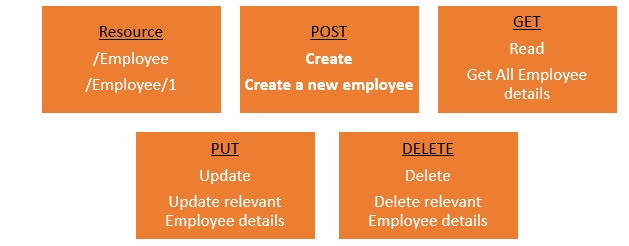 Resource
/Employee
/Employee/1
POST
Create
Create a new employee
GET
Read
Get All Employee
details
PUT
Update
Update relevant
Employee details
DELETE
Delete
Delete relevant
Employee details